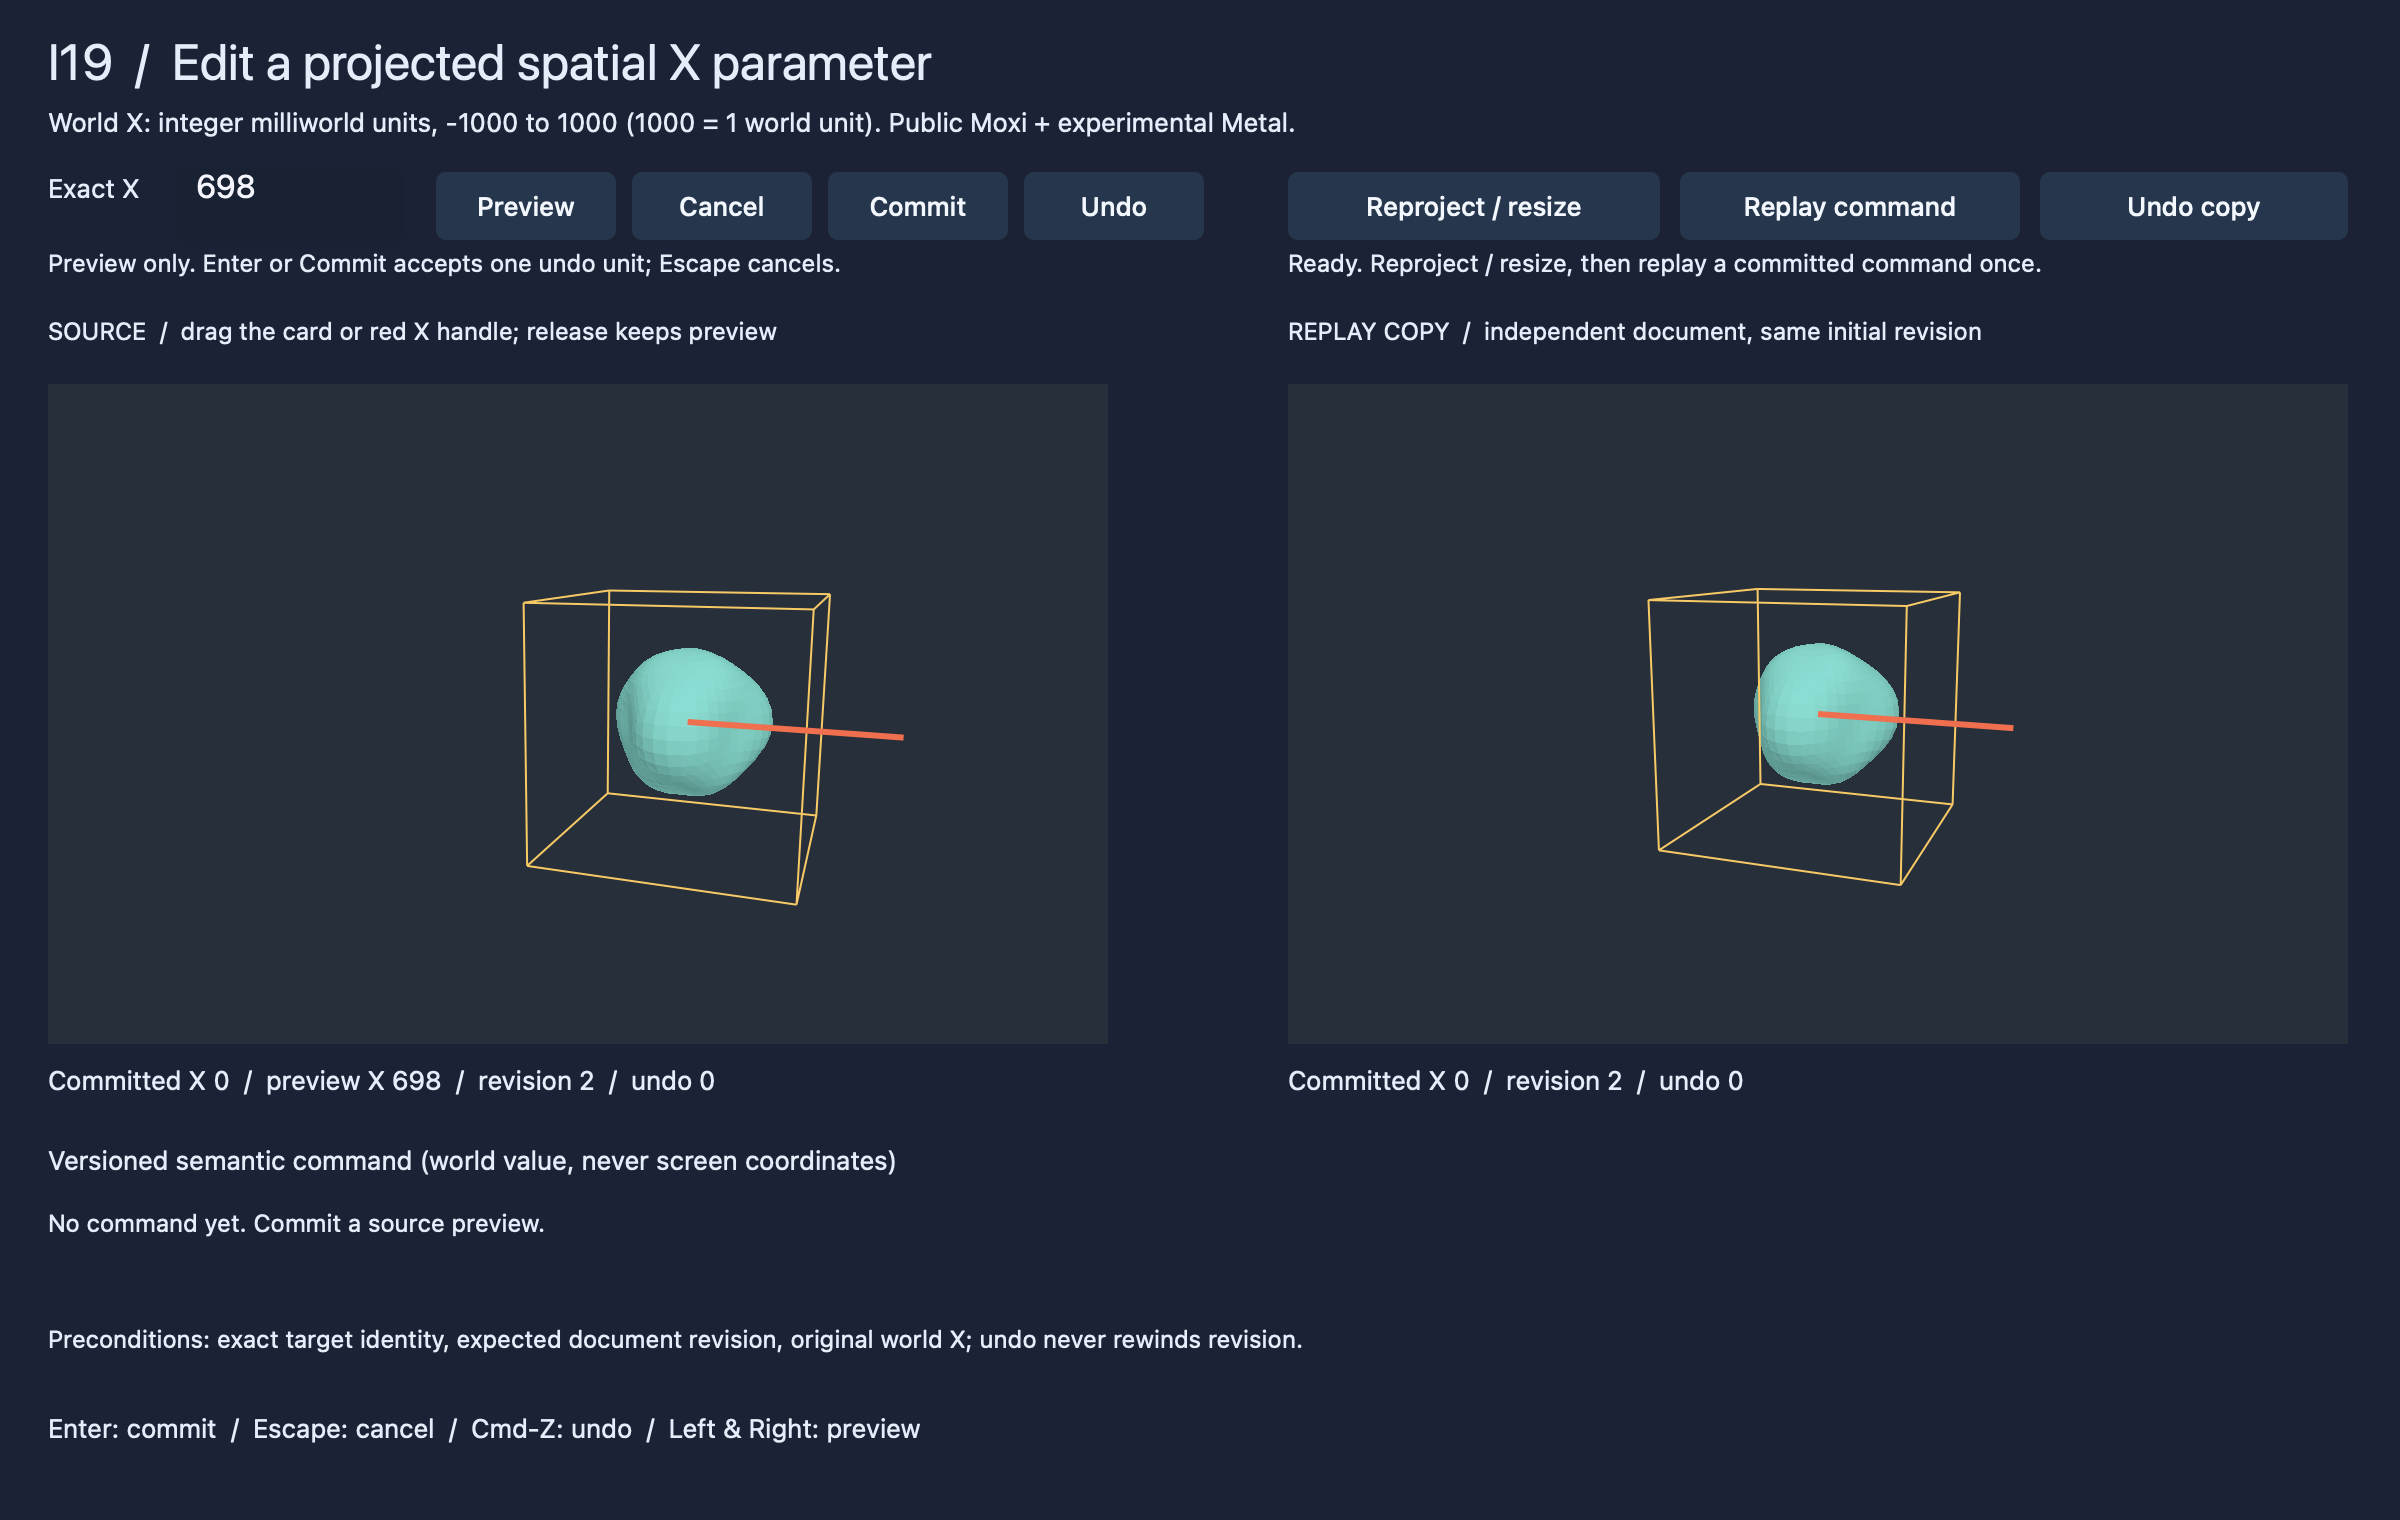 I19 / Edit a projected spatial X parameter
World X: integer milliworld units, -1000 to 1000 (1000 = 1 world unit). Public Moxi + experimental Metal.
Exact X 698 Preview Cancel Commit Undo Reproject / resize Replay command Undo copy
Preview only. Enter or Commit accepts one undo unit; Escape cancels.
Ready. Reproject / resize, then replay a committed command once.
SOURCE / drag the card or red X handle; release keeps preview
REPLAY COPY / independent document, same initial revision
Committed X 0 / preview X 698 / revision 2 / undo 0
Committed X 0 / revision 2 / undo 0
Versioned semantic command (world value, never screen coordinates)
No command yet. Commit a source preview.
Preconditions: exact target identity, expected document revision, original world X; undo never rewinds revision.
Enter: commit / Escape: cancel / Cmd-Z: undo / Left & Right: preview